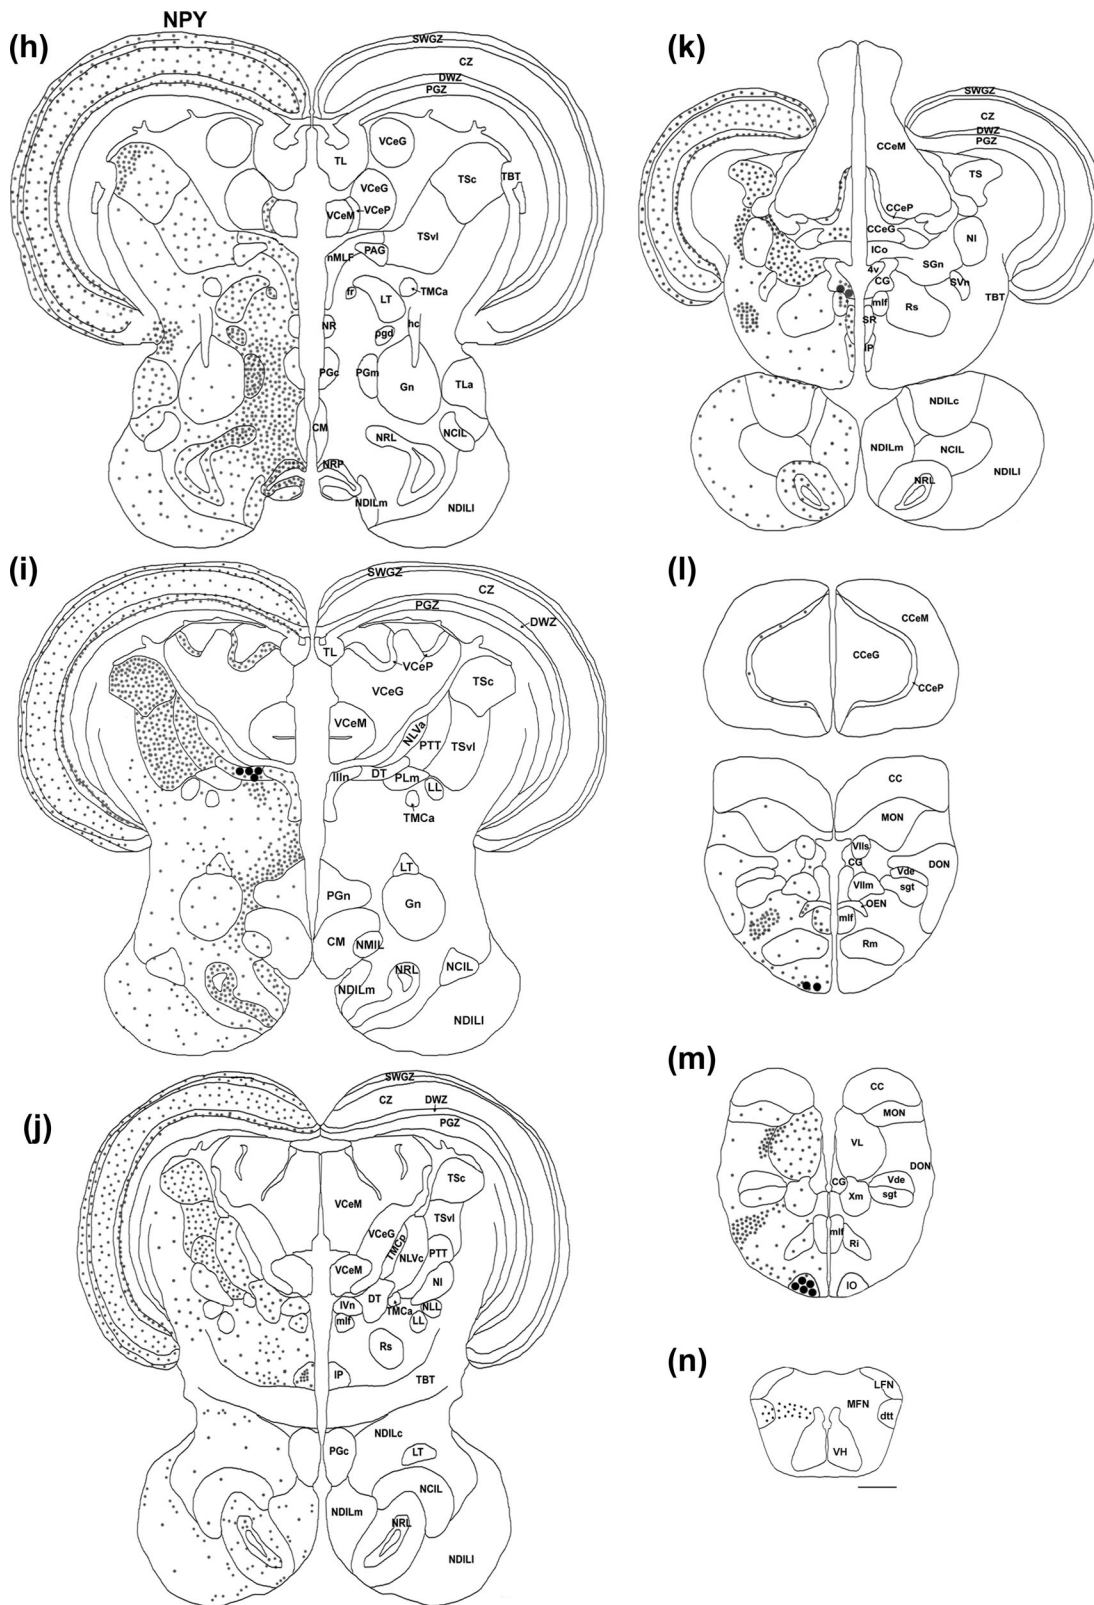 NPY
(h)
SWGZ
CZ
DWZ
PGZ
TL
VCeG
TSc
TBT
VCeG
VCeM
VCeP
TSvl
nMLF
PAG
fr
LT
TMCa
NR
pgd
hc
PGc
PGm
Gn
TLa
CM
NRL
NCIL
NRP
NDILm
NDILl
(i)
SWGZ
CZ
PGZ
DWZ
TL
VCeP
VCeG
TSc
VCeM
NLVa
PTT
TSvl
IIIn
DT
PLm
LL
TMCa
LT
PGn
Gn
CM
NMIL
NRL
NCIL
NDILm
NDILl
(j)
SWGZ
CZ
DWZ
PGZ
TSc
VCeM
TSvl
VCeG
TMCp
NLVc
PTT
VCeM
NI
DT
IVn
TMCa
NLL
mlf
LL
Rs
IP
TBT
NDILc
PGc
LT
NCIL
NDILm
NRL
NDILl
(k)
SWGZ
CZ
DWZ
PGZ
CCeM
TS
CCeP
CCeG
NI
ICo
SGn
4v
CG
SVn
mlf
Rs
TBT
SR
IP
NDILc
NDILm
NCIL
NDILl
NRL
(l)
CCeM
CCeG
CCeP
CC
MON
VIIs
DON
CG
Vde
VIIm
sgt
OEN
mlf
Rm
(m)
CC
MON
VL
DON
CG
Vde
Xm
sgt
mlf
Ri
IO
(n)
LFN
MFN
dtt
VH